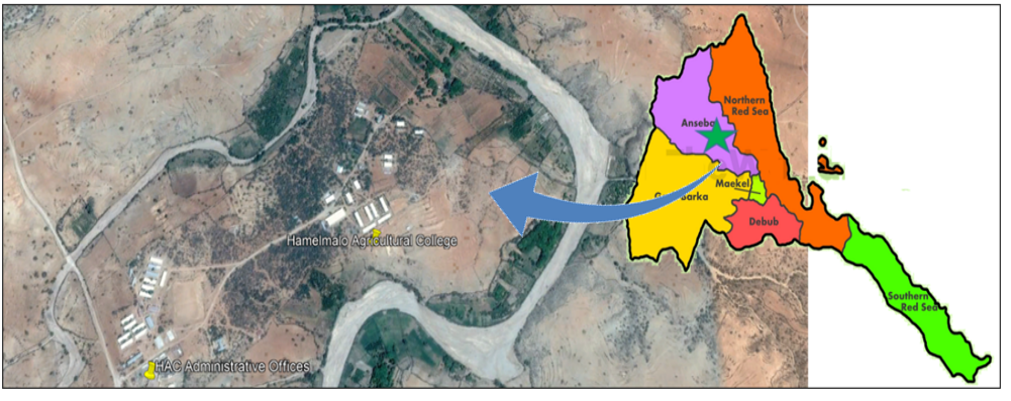 Hamelmalo Agricultural College
HAC Administrative Offices
Northern
Red Sea
Anseba
Maekel
Barka
Debub
Southern
Red Sea